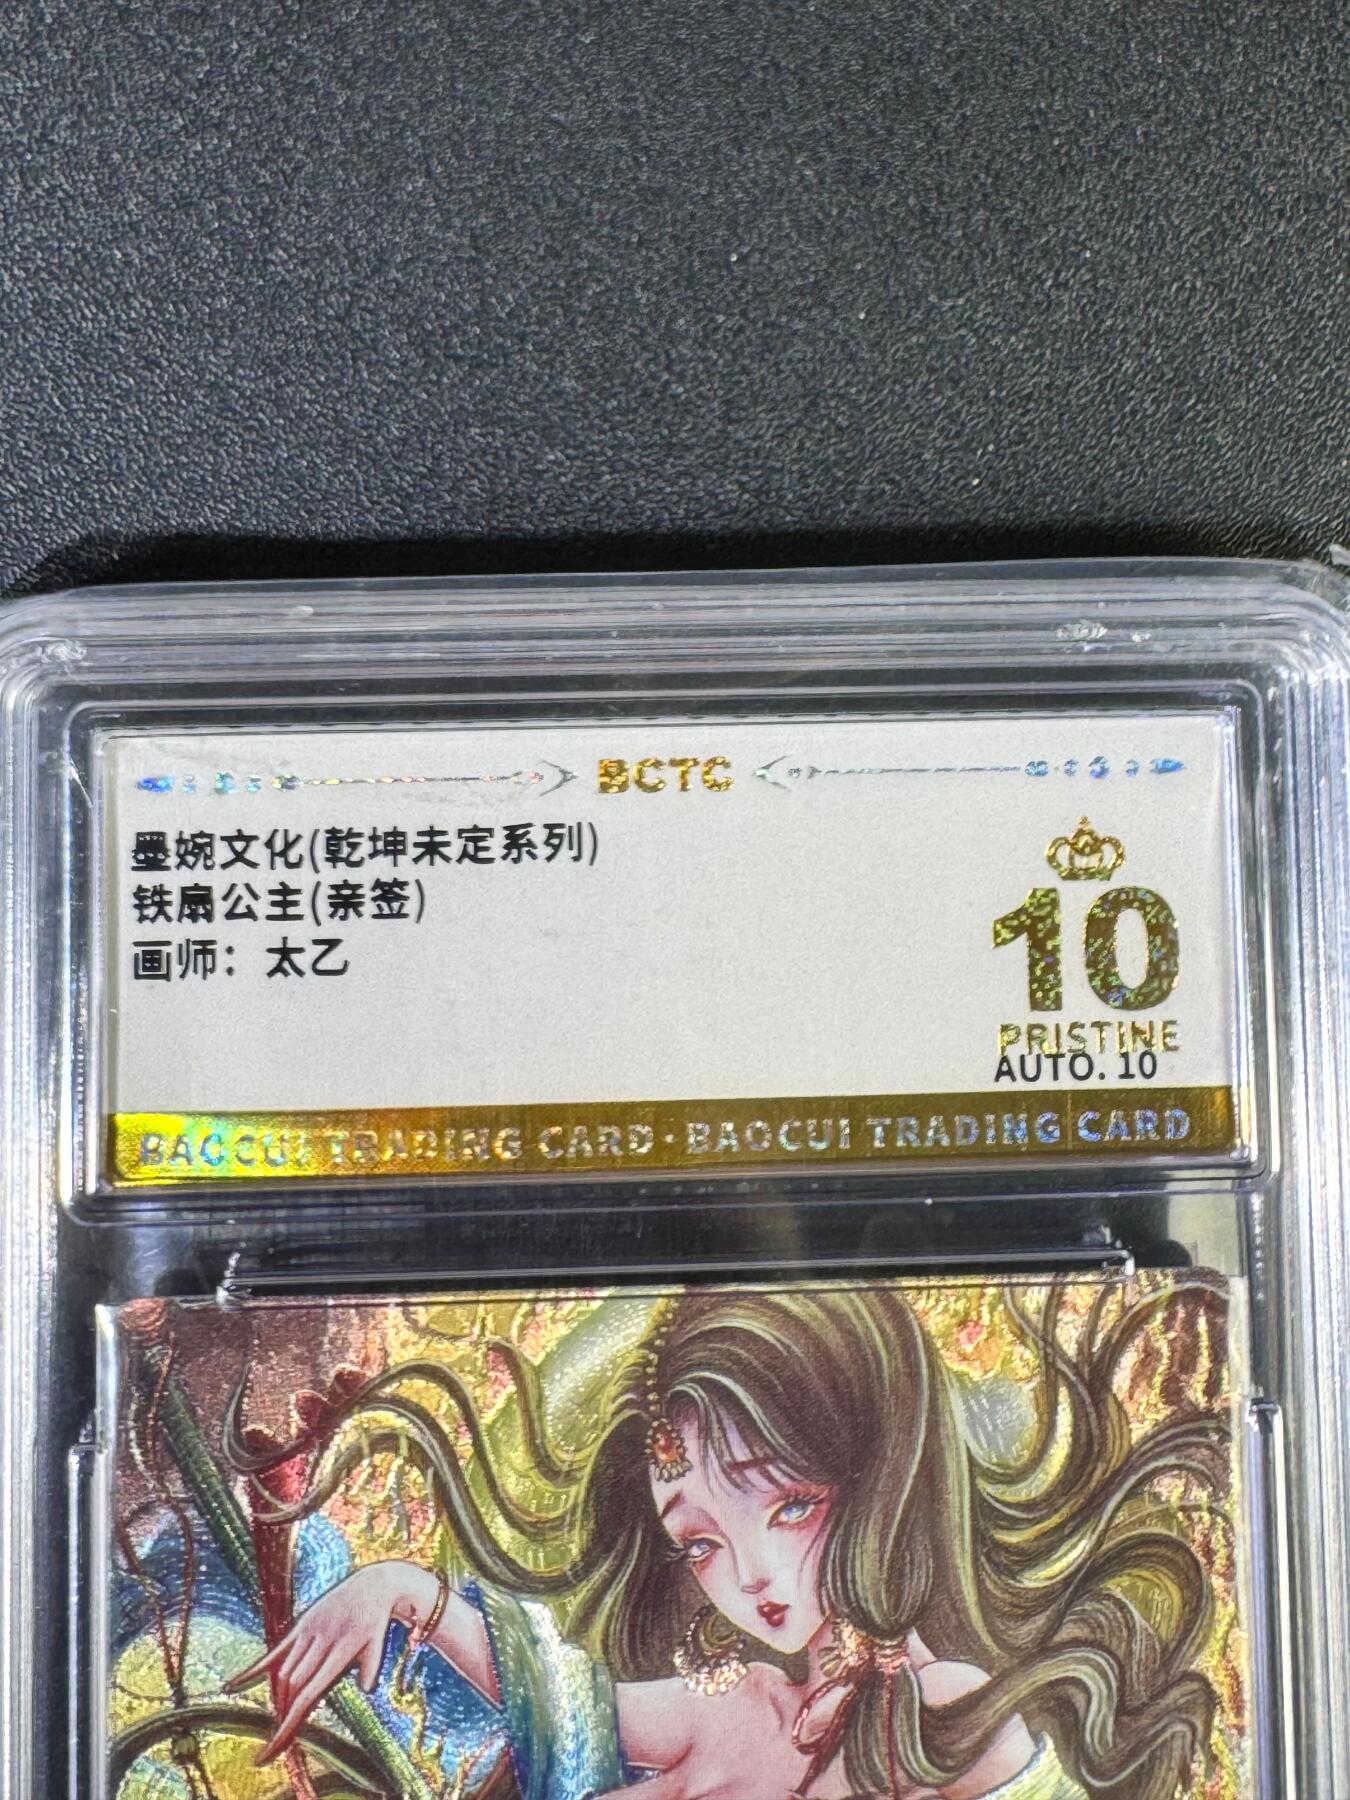 BCTC
墨婉文化(乾坤未定系列)
铁扇公主(亲签)
画师：太乙
10
PRISTINE
AUTO. 10
BAOCUI TRADING CARD · BAOCUI TRADING CARD